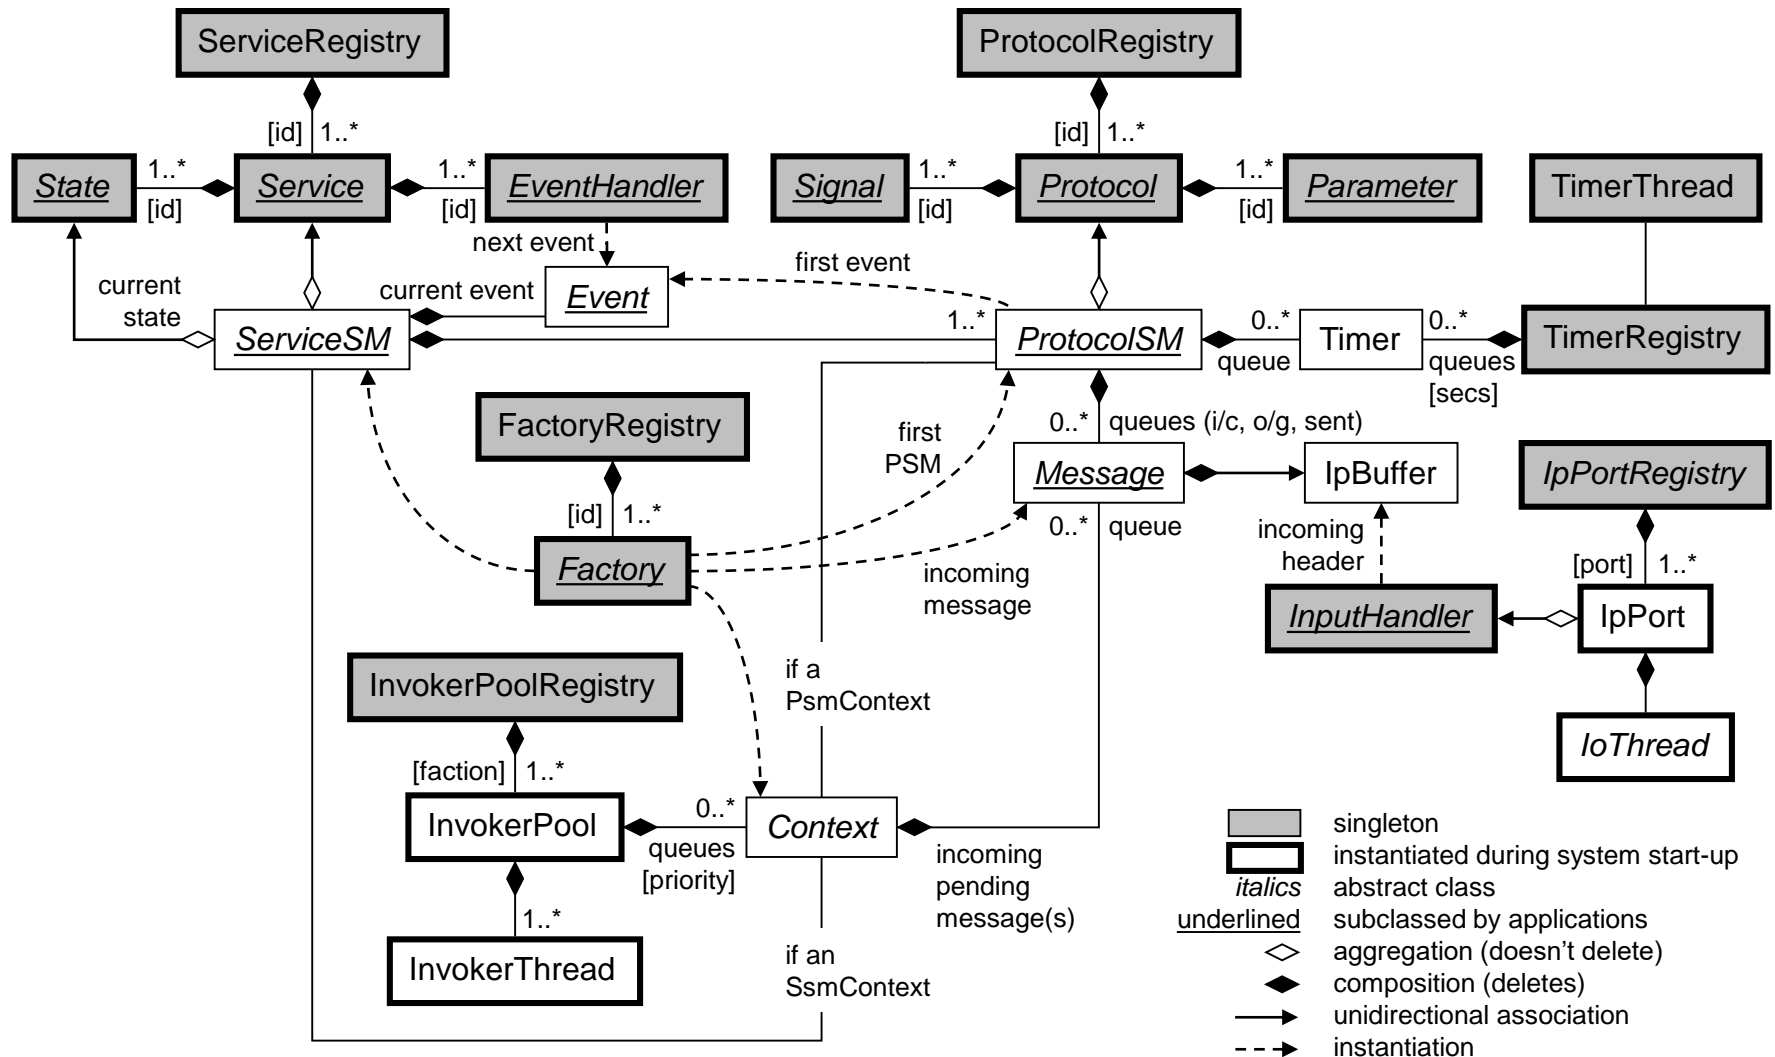 ServiceRegistry
ProtocolRegistry
[id] 1..*
[id] 1..*
State
1..*
[id]
Service
1..*
[id]
EventHandler
Signal
1..*
[id]
Protocol
1..*
[id]
Parameter
TimerThread
next event
first event
current
state
current event
Event
ServiceSM
1..*
ProtocolSM
0..*
queue
Timer
0..*
queues
[secs]
TimerRegistry
FactoryRegistry
first
PSM
0..* queues (i/c, o/g, sent)
Message
IpBuffer
IpPortRegistry
[id] 1..*
0..* queue
incoming
header
[port] 1..*
Factory
incoming
message
InputHandler
IpPort
InvokerPoolRegistry
if a
PsmContext
IoThread
[faction] 1..*
InvokerPool
0..*
queues
[priority]
Context
incoming
pending
message(s)
1..*
InvokerThread
if an
SsmContext
singleton
instantiated during system start-up
italics abstract class
underlined subclassed by applications
aggregation (doesn't delete)
composition (deletes)
unidirectional association
instantiation